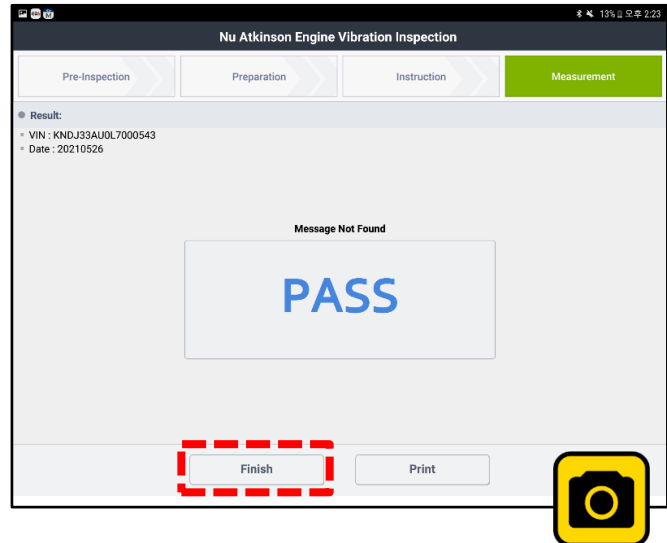 13% 오후 2:23
Nu Atkinson Engine Vibration Inspection
Pre-Inspection
Preparation
Instruction
Measurement
Result:
VIN : KNDJ33AU0L7000543
Date : 20210526
Message Not Found
PASS
Finish
Print